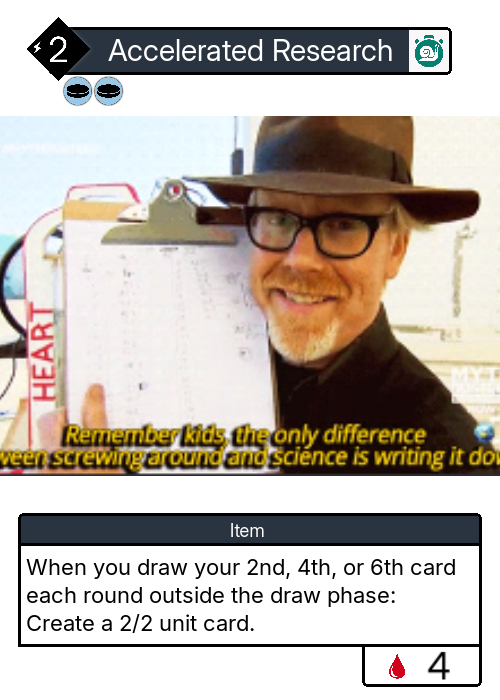 2 Accelerated Research
HEART
MYT
Remember kids, the only difference
ween screwing around and science is writing it do
Item
When you draw your 2nd, 4th, or 6th card
each round outside the draw phase:
Create a 2/2 unit card.
4